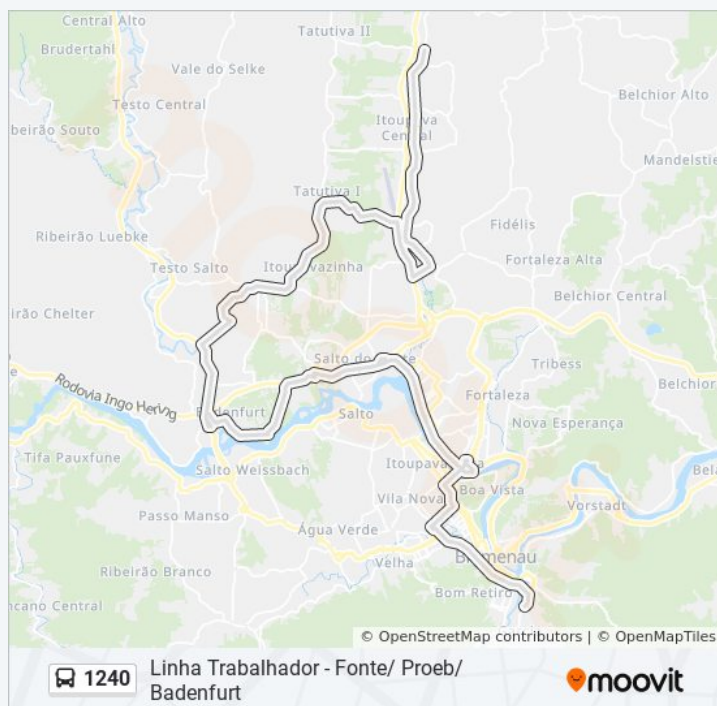 Central Alto
Tatutiva II
Brudertahl
Vale do Selke
Belchior Alto
Testo Central
Itoupava
Central
beirão Souto
Mandelstie
Tatutiva I
Fidélis
Ribeirão Luebke
Fortaleza Alta
Testo Salto
Itoupavazinha
Belchior Central
irão Chelter
Salto do
Tribess
Rodovia Ingo Hering
Belchior
Fortaleza
Badenfurt
Salto
Nova Esperança
Tifa Pauxfune
Itoupava
Salto Weissbach
Boa Vista
Vila Nova
Vorstadt
Passo Manso
Água Verde
Blumenau
Velha
Ribeirão Branco
Bom Retiro
ncano Central
© OpenStreetMap contributors | © OpenMapTiles
1240 Linha Trabalhador - Fonte/ Proeb/
Badenfurt
moovit